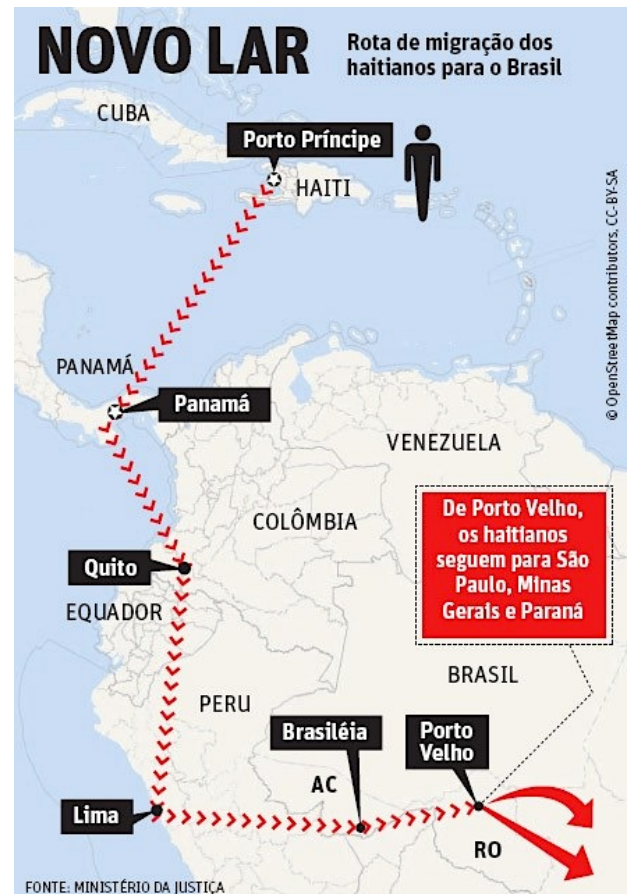 NOVO LAR
Rota de migração dos
haitianos para o Brasil
CUBA
Porto Príncipe
HAITI
© OpenStreetMap contributors, CC-BY-SA
PANAMÁ
Panamá
VENEZUELA
COLÔMBIA
De Porto Velho,
os haitianos
seguem para São
Paulo, Minas
Gerais e Paraná
Quito
EQUADOR
BRASIL
PERU
Brasiléia
Porto
Velho
AC
Lima
RO
FONTE: MINISTÉRIO DA JUSTIÇA